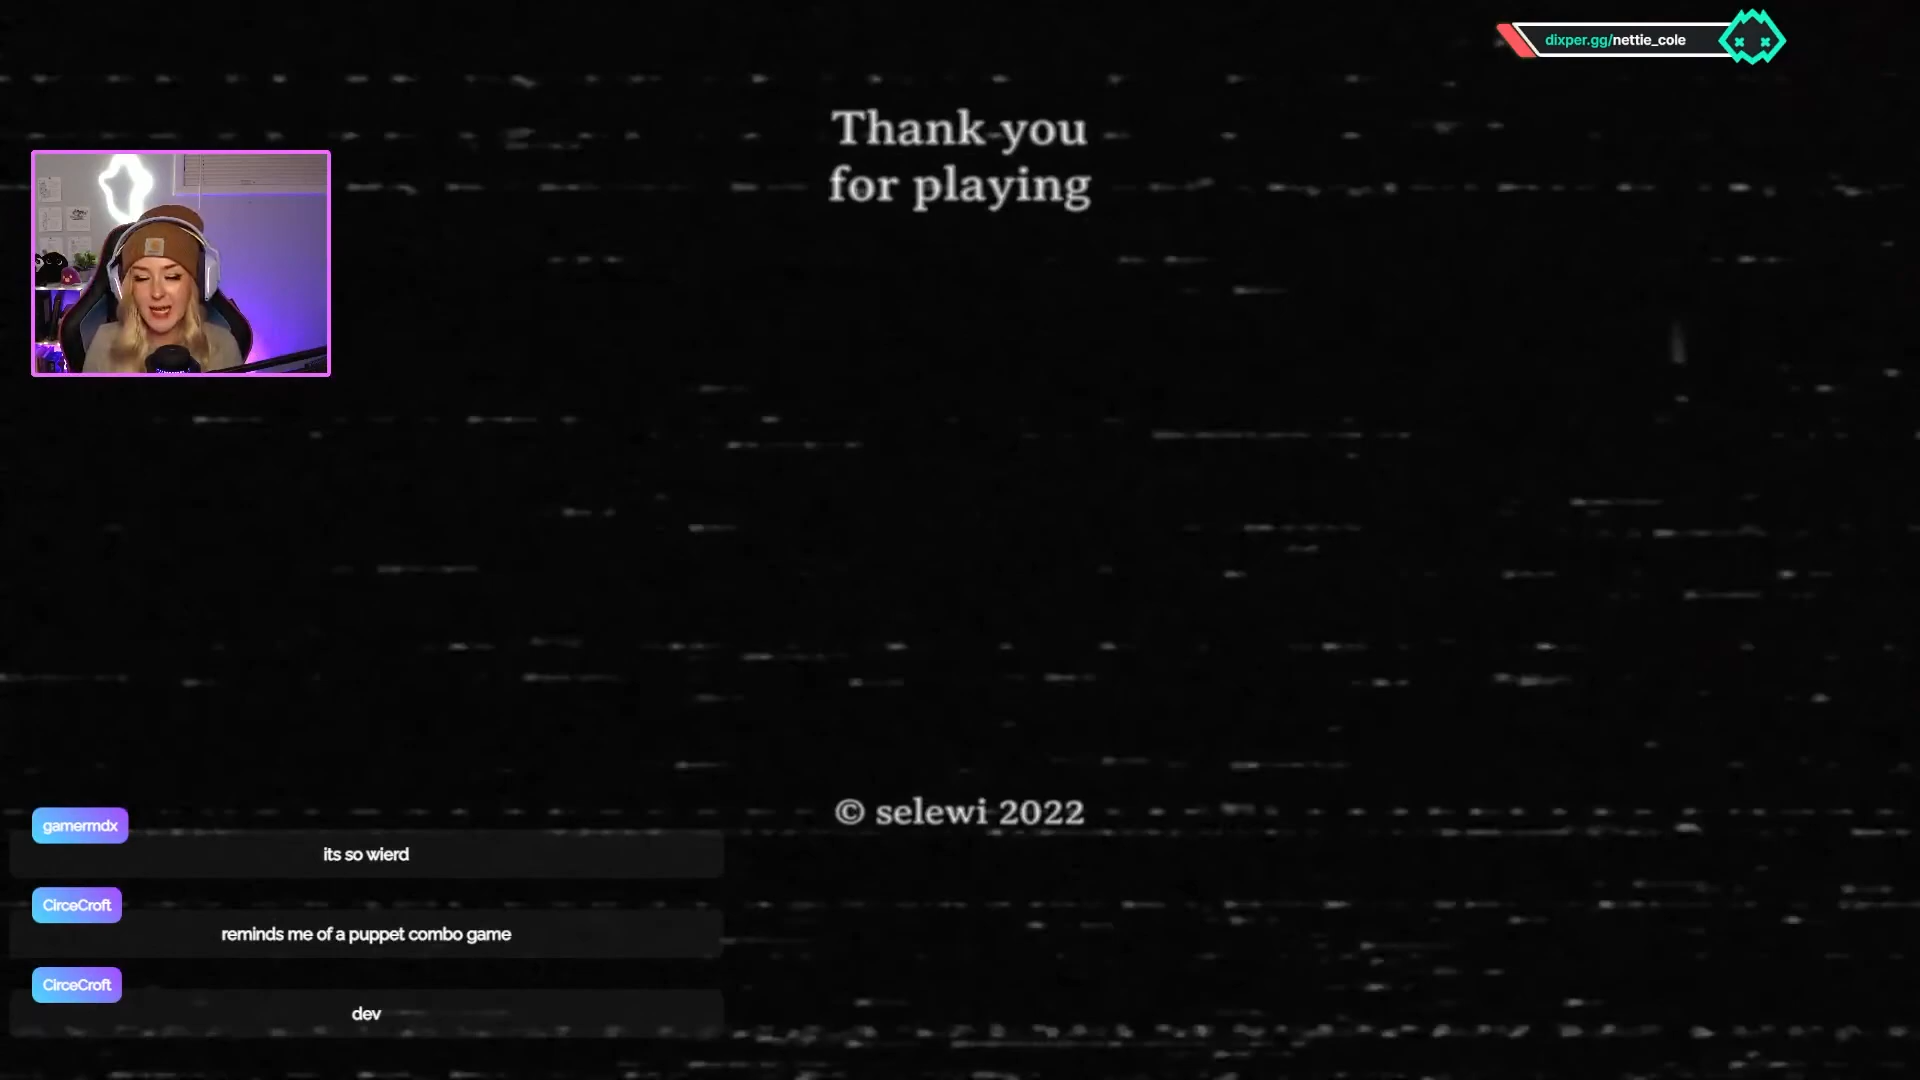 dixper.gg/nettie_cole
Thank you
for playing
© selewi 2022
gamermdx
its so wierd
CirceCroft
reminds me of a puppet combo game
CirceCroft
dev